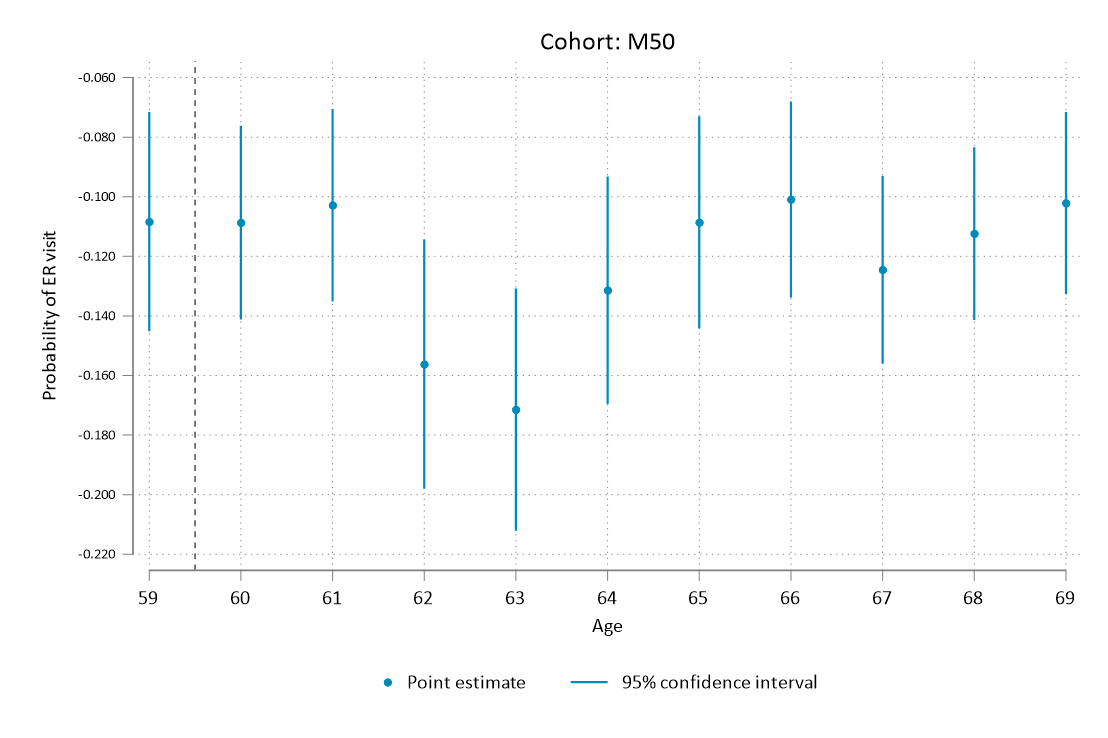 Cohort: M50
Probability of ER visit
-0.060
-0.080
-0.100
-0.120
-0.140
-0.160
-0.180
-0.200
-0.220
59 60 61 62 63 64 65 66 67 68 69
Age
Point estimate 95% confidence interval